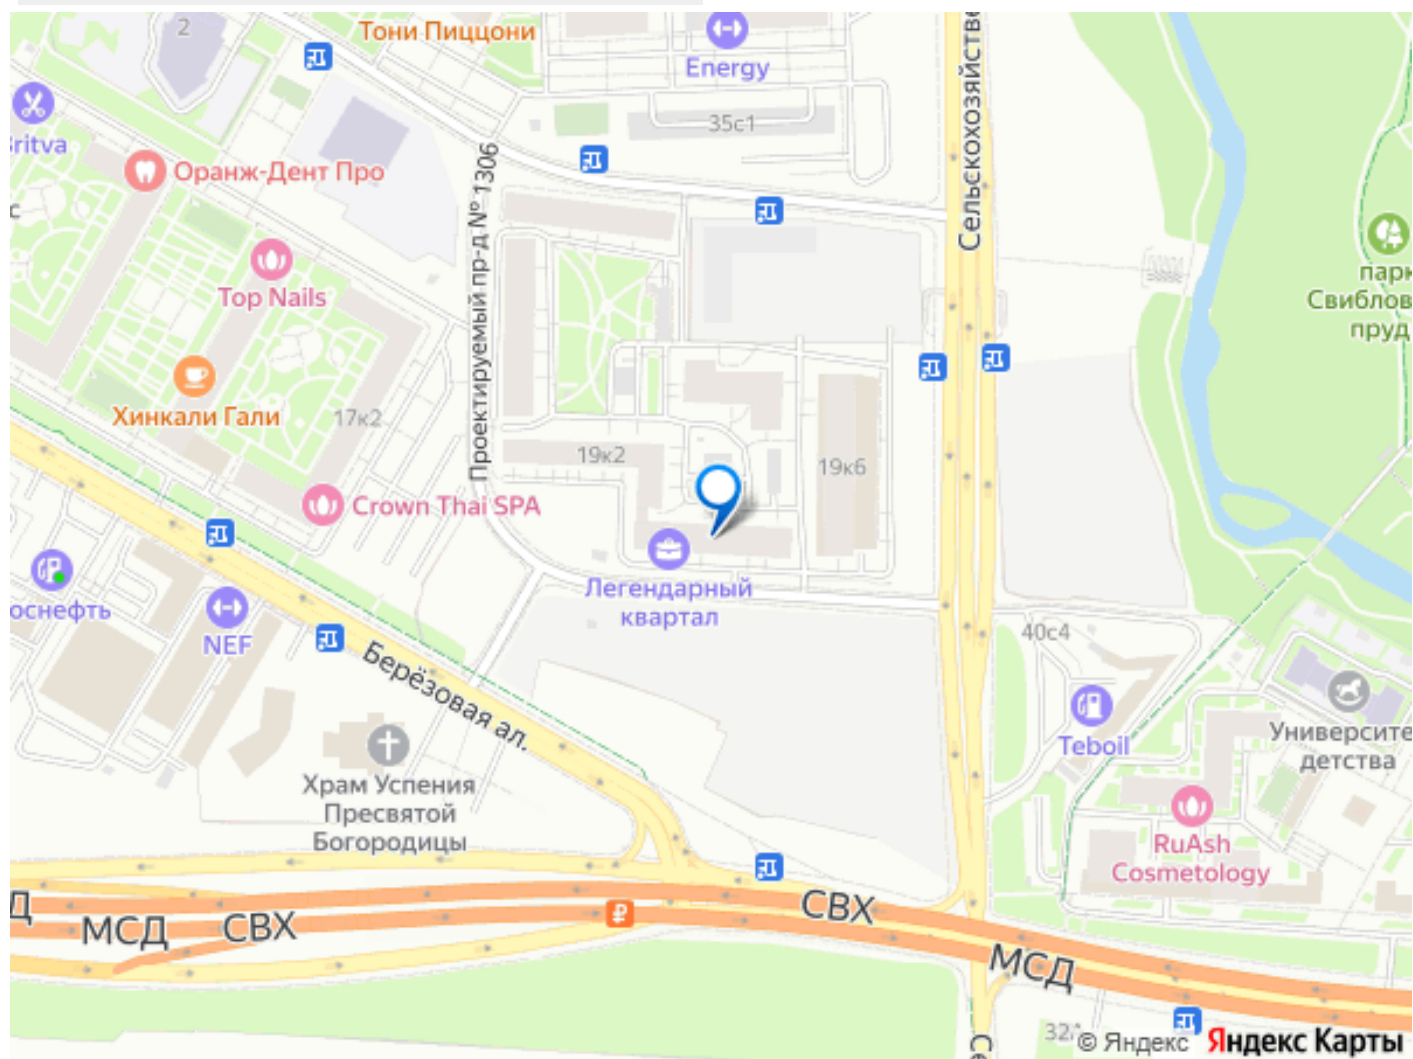 2
Тони Пиццони
Energy
Сельскохозяйстве
35с1
Britva
Оранж-Дент Про
Проектируемый пр-д № 1306
с
парк
Свиблов
пруд
Top Nails
Хинкали Гали
17к2
19к2
19к6
Crown Thai SPA
Легендарный
квартал
оснефть
NEF
40с4
Берёзовая ал.
Teboil
Университе
детства
Храм Успения
Пресвятой
Богородицы
RuAsh
Cosmetology
Д
МСД
СВХ
СВХ
МСД
32
Се
© Яндекс Яндекс Карты